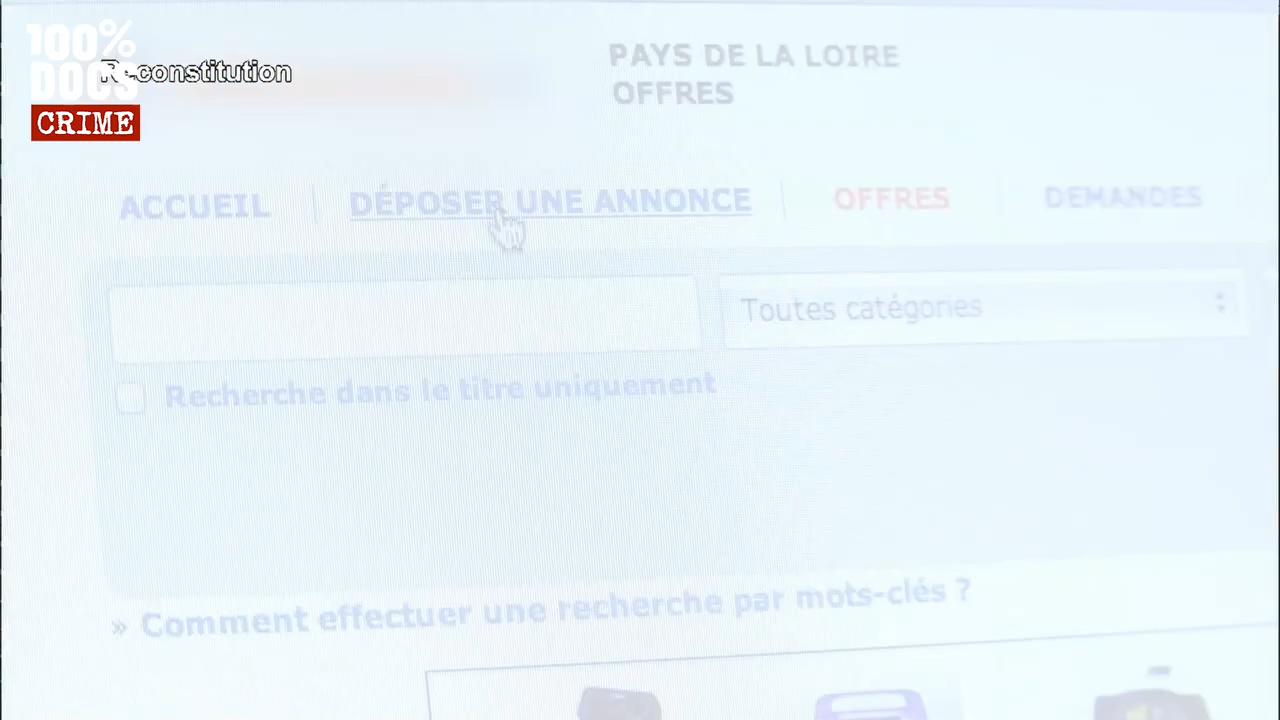 100%
DOCS
CRIME
Reconstitution
PAYS DE LA LOIRE
OFFRES
ACCUEIL
DÉPOSER UNE ANNONCE
OFFRES
DEMANDES
Toutes catégories
Recherche dans le titre uniquement
» Comment effectuer une recherche par mots-clés ?